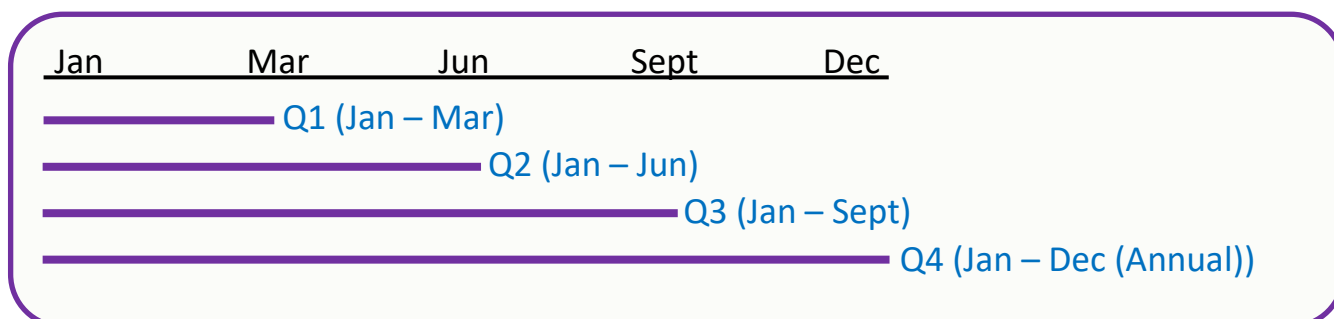 Jan Mar Jun Sept Dec
Q1 (Jan – Mar)
Q2 (Jan – Jun)
Q3 (Jan – Sept)
Q4 (Jan – Dec (Annual))